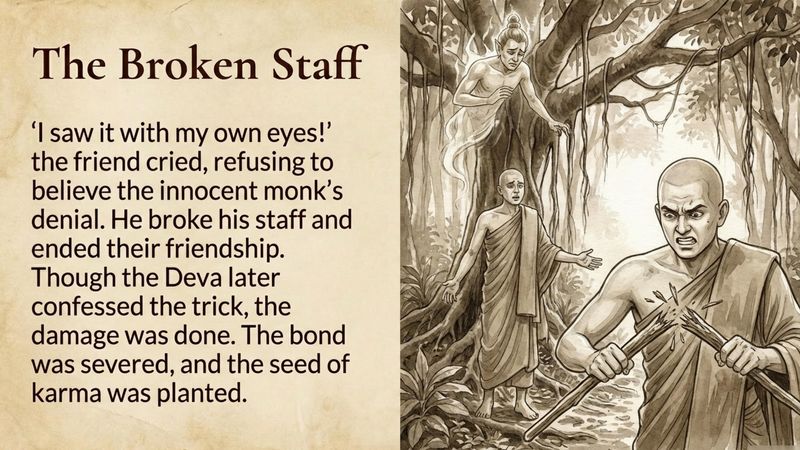 The Broken Staff
‘I saw it with my own eyes!’
the friend cried, refusing to
believe the innocent monk’s
denial. He broke his staff and
ended their friendship.
Though the Deva later
confessed the trick, the
damage was done. The bond
was severed, and the seed of
karma was planted.